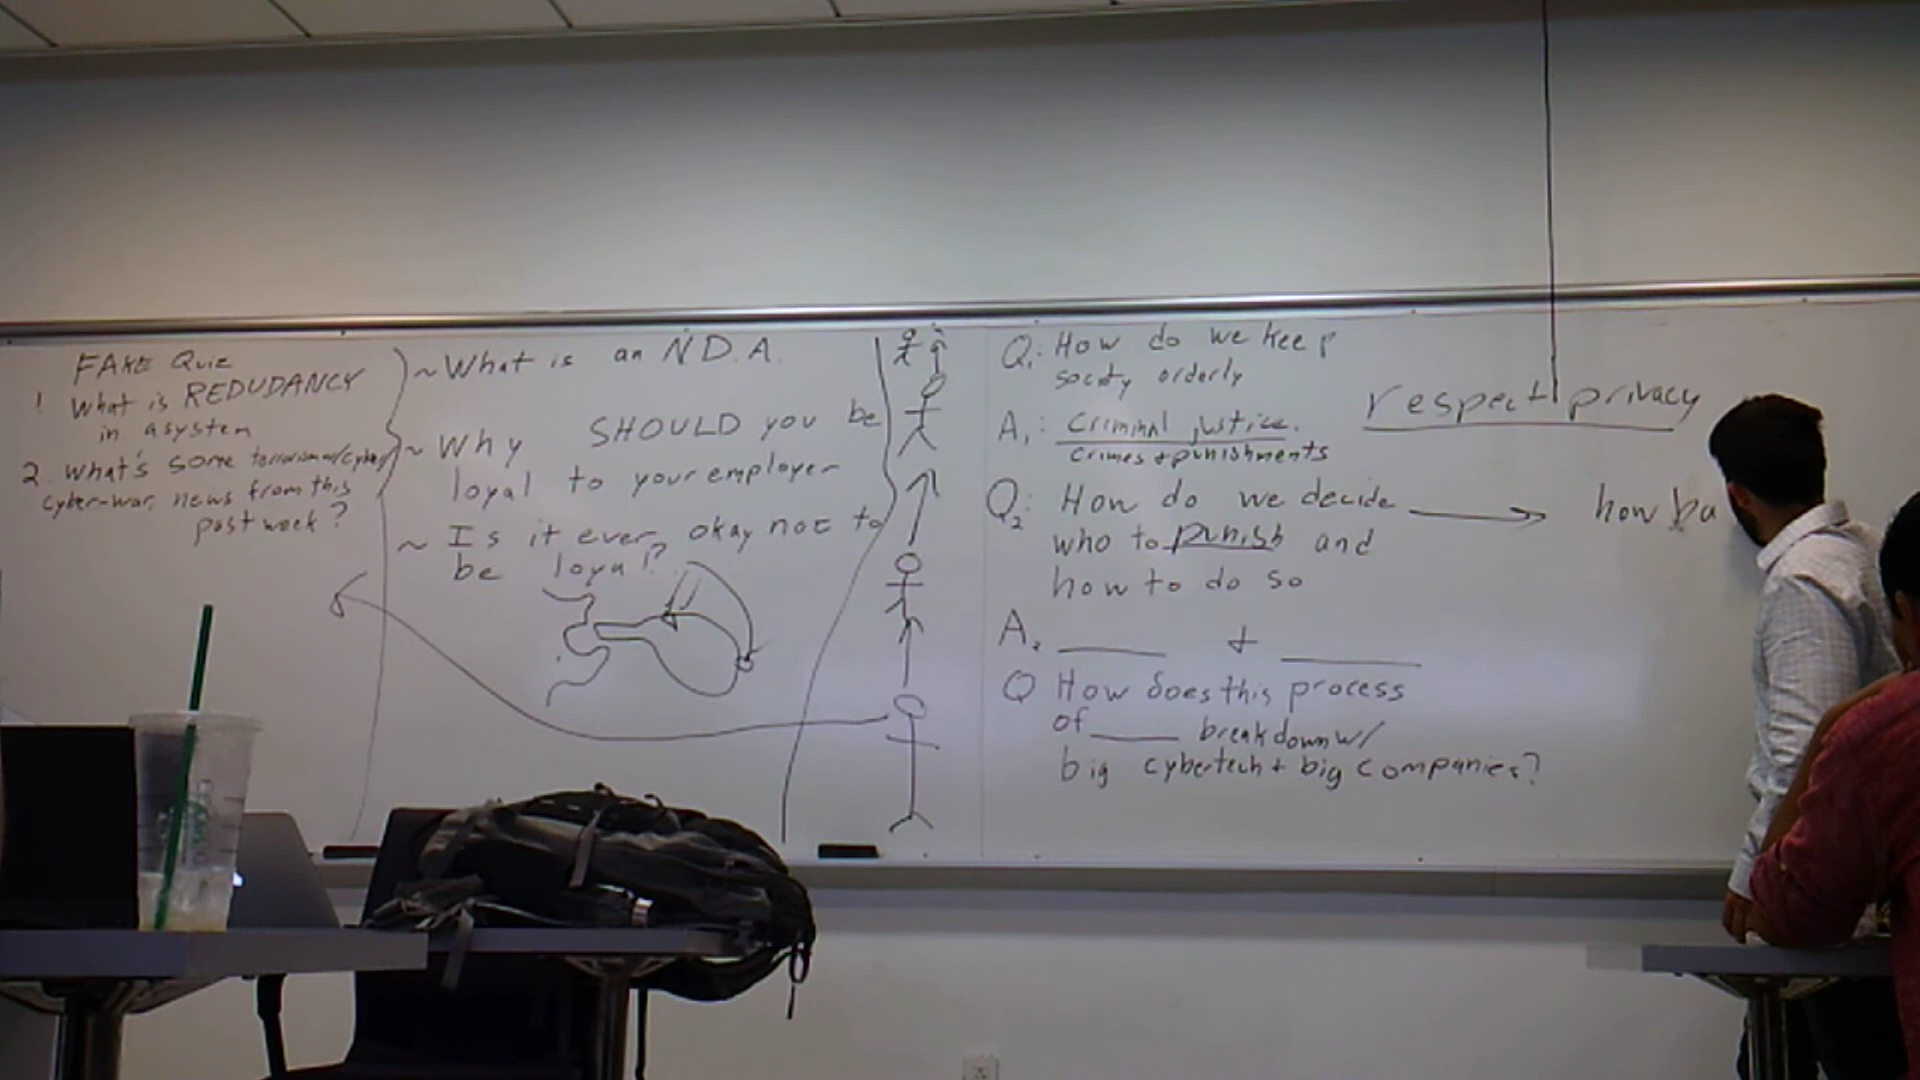 FAKE Quiz
1 What is REDUDANCY
in a system
2. What's some terrorism/cyber
cyber-war, news from this
past week?
~ What is an N.D.A.
~ Why SHOULD you be
loyal to your employer
~ Is it ever okay not to
be loyal?
Q1: How do we keep
society orderly
A1: Criminal justice.
crimes + punishments
Q2: How do we decide
who to punish and
how to do so
A2 ____ + ____
Q How does this process
of ____ breakdown w/
big cybertech + big companies?
respect privacy
how ba